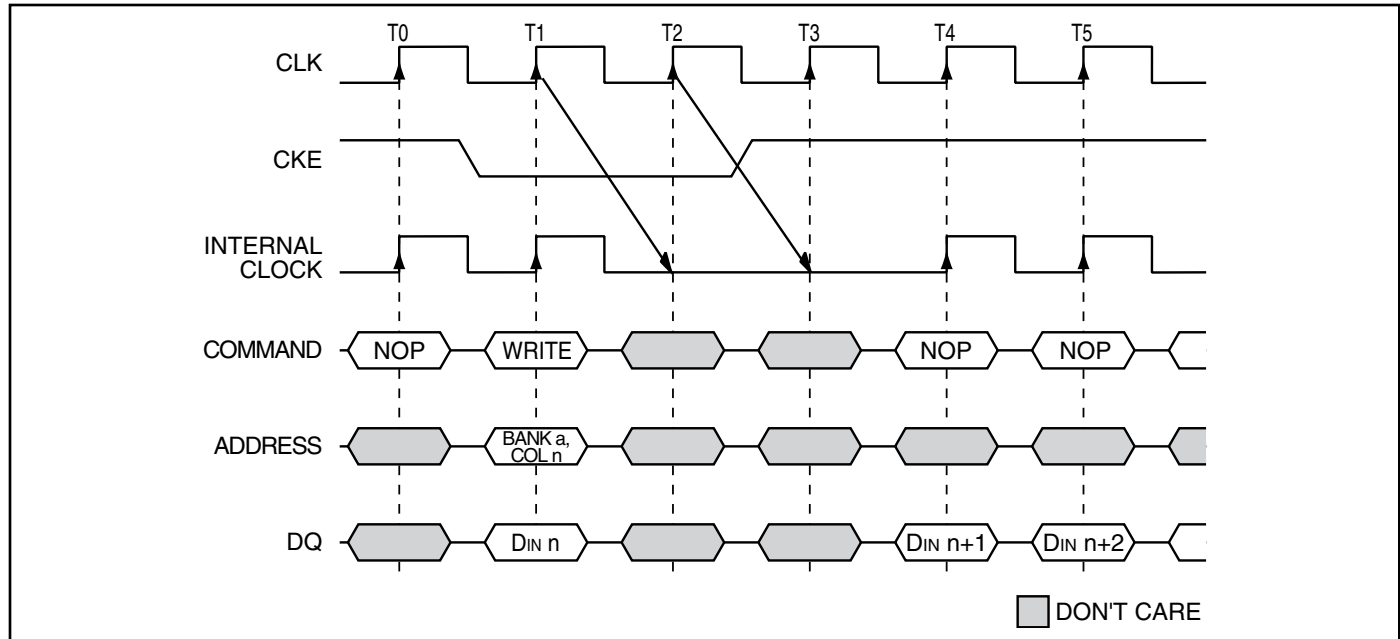 T0 T1 T2 T3 T4 T5
CLK
CKE
INTERNAL
CLOCK
COMMAND NOP WRITE NOP NOP
ADDRESS BANK a,
COL n
DQ DIN n DIN n+1 DIN n+2
DON'T CARE